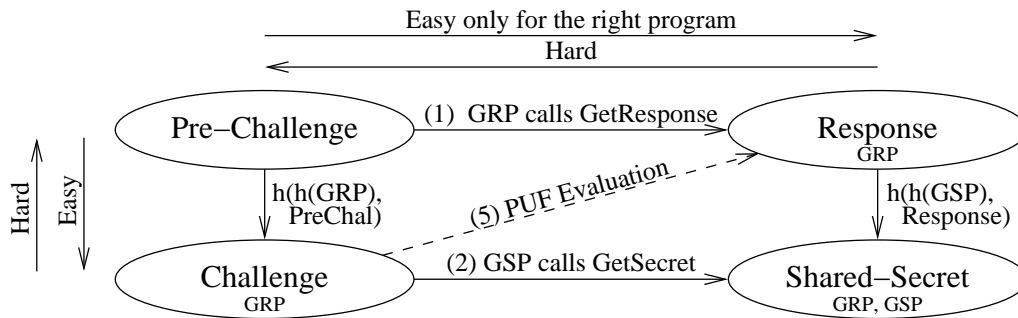 Easy only for the right program
Hard
Pre−Challenge
(1) GRP calls GetResponse
Response
GRP
Hard
Easy
h(h(GRP),
PreChal)
(5) PUF Evaluation
h(h(GSP),
Response)
Challenge
GRP
(2) GSP calls GetSecret
Shared−Secret
GRP, GSP